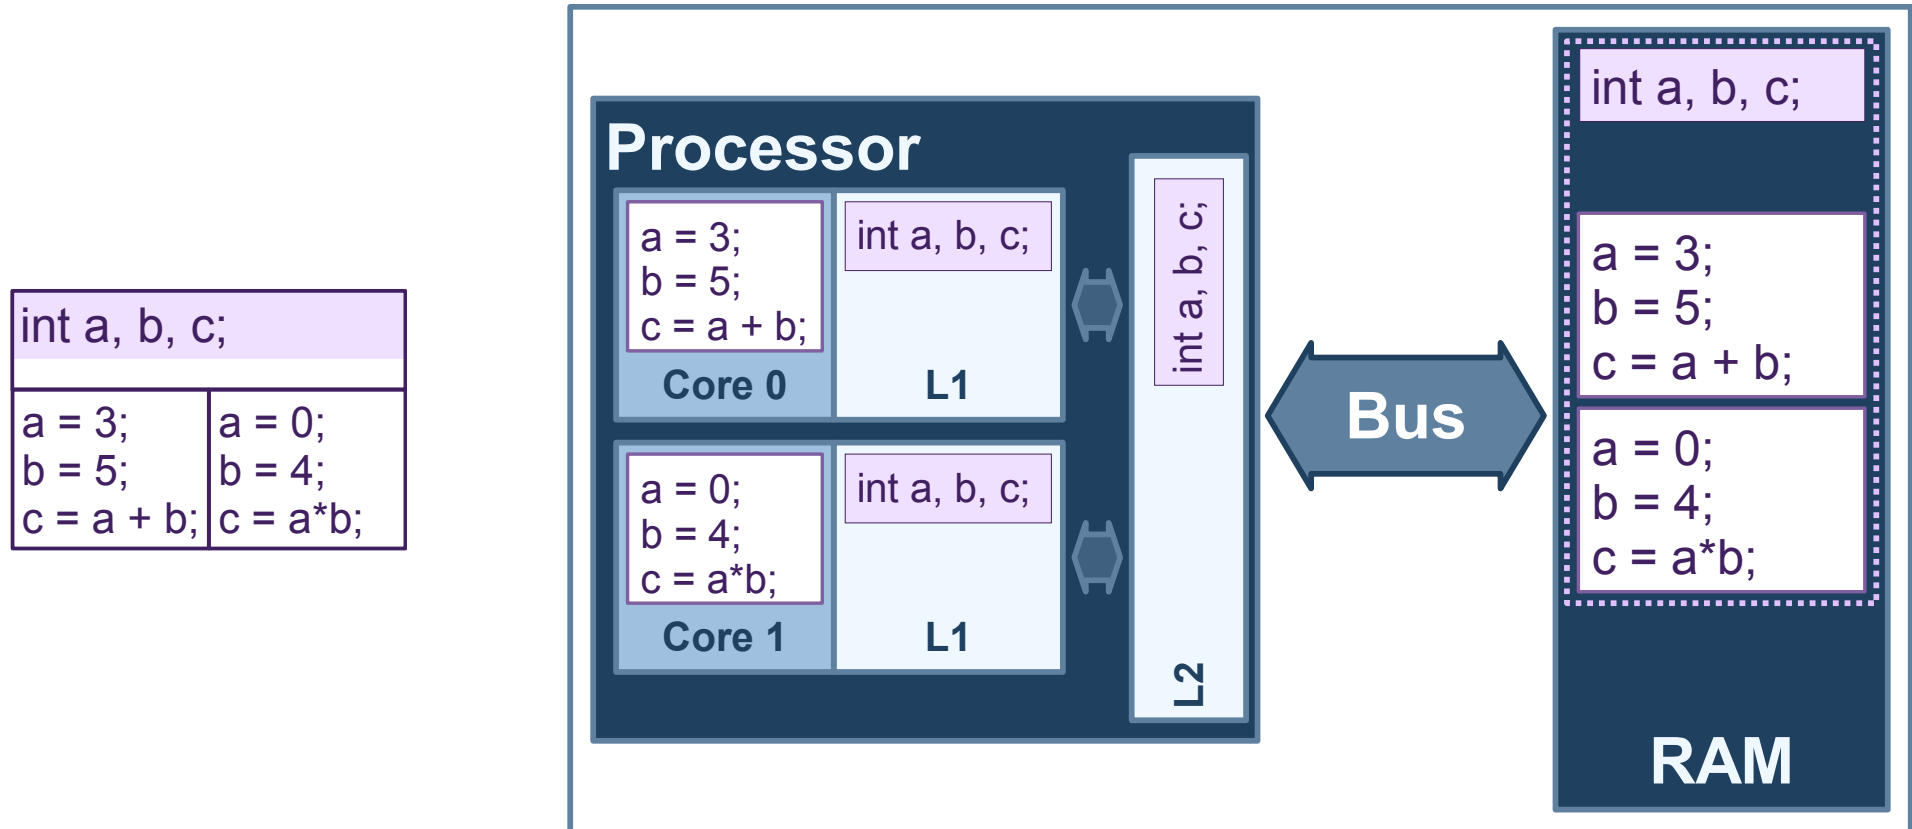 int a, b, c;
a = 3;
b = 5;
c = a + b;
a = 0;
b = 4;
c = a*b;
Processor
a = 3;
b = 5;
c = a + b;
Core 0
int a, b, c;
L1
a = 0;
b = 4;
c = a*b;
Core 1
int a, b, c;
L1
int a, b, c;
L2
Bus
int a, b, c;
a = 3;
b = 5;
c = a + b;
a = 0;
b = 4;
c = a*b;
RAM